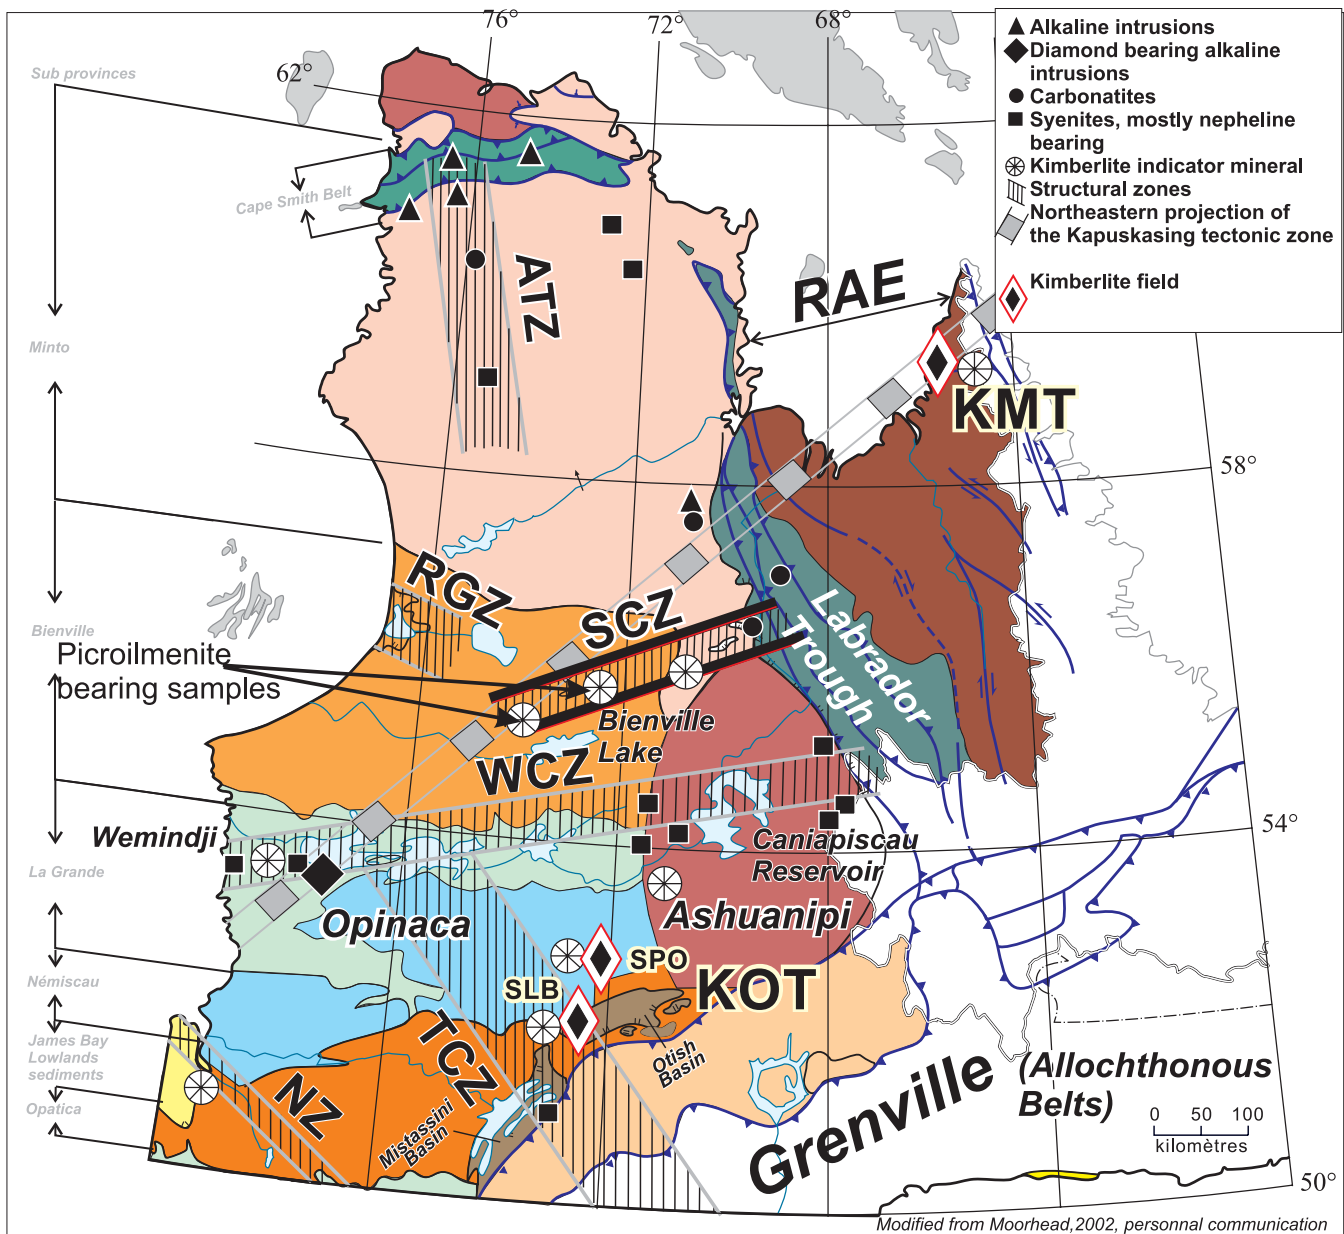 76°
72°
68°
62°
Sub provinces
Alkaline intrusions
Diamond bearing alkaline
intrusions
Carbonatites
Syenites, mostly nepheline
bearing
Kimberlite indicator mineral
Structural zones
Northeastern projection of
the Kapuskasing tectonic zone
Kimberlite field
Cape Smith Belt
ATZ
RAE
Minto
KMT
58°
RGZ
SCZ
Labrador
Trough
Bienville
Picroilmenite
bearing samples
Bienville
Lake
WCZ
Wemindji
54°
Caniapiscau
Reservoir
La Grande
Opinaca
Ashuanipi
SPO
KOT
SLB
Némiscau
James Bay
Lowlands
sediments
TCZ
Otish
Basin
NZ
Mistassini
Basin
Opatica
Grenville
(Allochthonous
Belts)
0 50 100
kilomètres
50°
Modified from Moorhead,2002, personnal communication